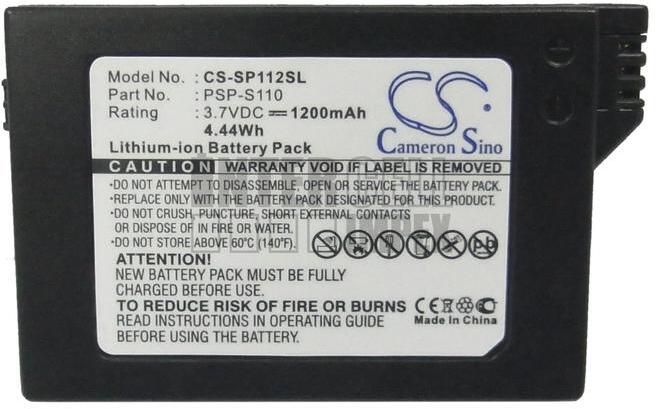 Model No. : CS-SP112SL
Part No. : PSP-S110
Rating : 3.7VDC 1200mAh
4.44Wh
Lithium-ion Battery Pack
CS
Cameron Sino
CAUTION WARRANTY VOID IF LABEL IS REMOVED
•DO NOT ATTEMPT TO DISASSEMBLE, OPEN OR SERVICE THE BATTERY PACK
•REPLACE ONLY WITH THE BATTERY PACK DESIGNATED FOR THIS PRODUCT
•DO NOT CRUSH, PUNCTURE, SHORT EXTERNAL CONTACTS
OR DISPOSE OF IN FIRE OR WATER
•DO NOT STORE ABOVE 60°C (140°F).
Pb
ATTENTION!
NEW BATTERY PACK MUST BE FULLY
CHARGED BEFORE USE
TO REDUCE RISK OF FIRE OR BURNS
READ INSTRUCTIONS IN OPERATING GUIDE
BEFORE USING THE BATTERY.
CE
Made In China